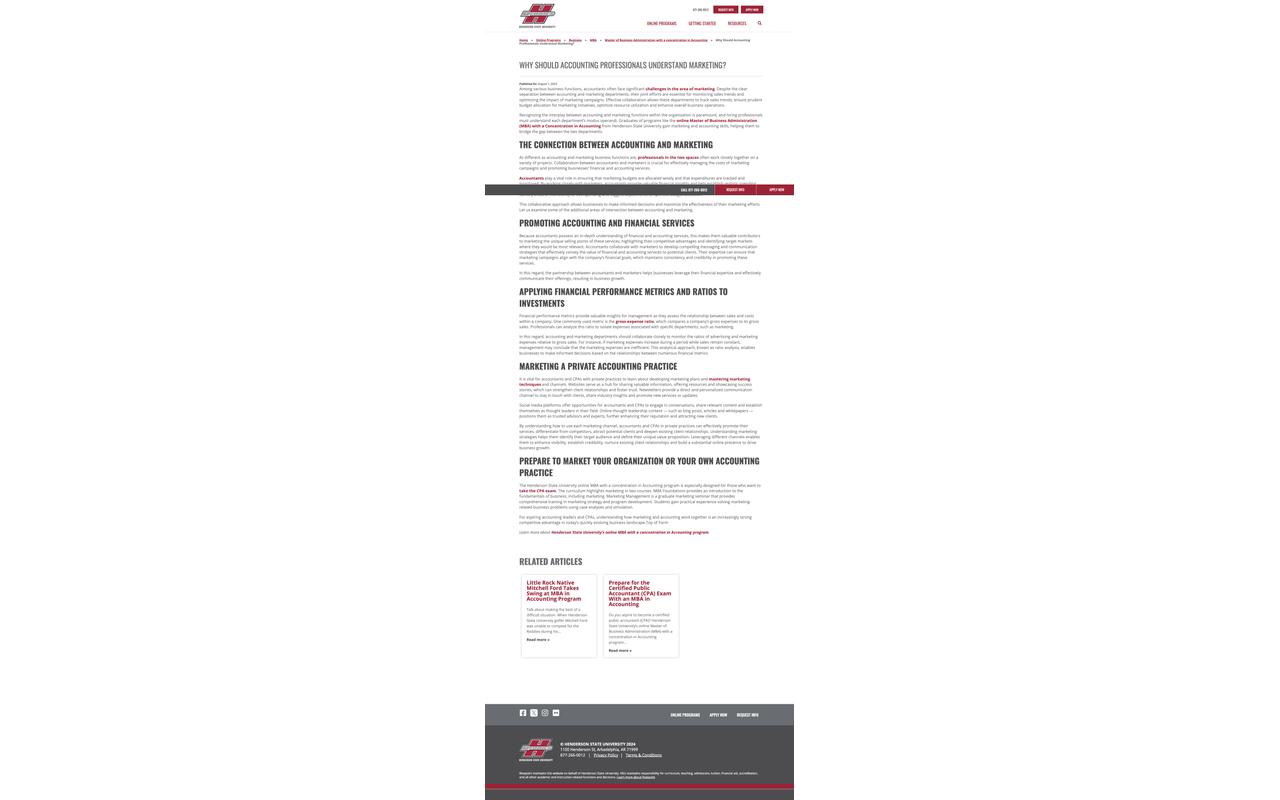 HENDERSON
HENDERSON STATE UNIVERSITY
877-266-0012
REQUEST INFO
APPLY NOW
ONLINE PROGRAMS
GETTING STARTED
RESOURCES
Home » Online Programs » Business » MBA » Master of Business Administration with a concentration in Accounting » Why Should Accounting
Professionals Understand Marketing?
WHY SHOULD ACCOUNTING PROFESSIONALS UNDERSTAND MARKETING?
Published On: August 1, 2023
Among various business functions, accountants often face significant challenges in the area of marketing. Despite the clear
separation between accounting and marketing departments, their joint efforts are essential for monitoring sales trends and
optimizing the impact of marketing campaigns. Effective collaboration allows these departments to track sales trends, ensure prudent
budget allocation for marketing initiatives, optimize resource utilization and enhance overall business operations.
Recognizing the interplay between accounting and marketing functions within the organization is paramount, and hiring professionals
must understand each department's modus operandi. Graduates of programs like the online Master of Business Administration
(MBA) with a Concentration in Accounting from Henderson State University gain marketing and accounting skills, helping them to
bridge the gap between the two departments.
THE CONNECTION BETWEEN ACCOUNTING AND MARKETING
As different as accounting and marketing business functions are, professionals in the two spaces often work closely together on a
variety of projects. Collaboration between accountants and marketers is crucial for effectively managing the costs of marketing
campaigns and promoting businesses' financial and accounting services.
Accountants play a vital role in ensuring that marketing budgets are allocated wisely and that expenditures are tracked and
CALL 877-266-0012
REQUEST INFO
APPLY NOW
This collaborative approach allows businesses to make informed decisions and maximize the effectiveness of their marketing efforts.
Let us examine some of the additional areas of intersection between accounting and marketing.
PROMOTING ACCOUNTING AND FINANCIAL SERVICES
Because accountants possess an in-depth understanding of financial and accounting services, this makes them valuable contributors
to marketing the unique selling points of these services, highlighting their competitive advantages and identifying target markets
where they would be most relevant. Accountants collaborate with marketers to develop compelling messaging and communication
strategies that effectively convey the value of financial and accounting services to potential clients. Their expertise can ensure that
marketing campaigns align with the company's financial goals, which maintains consistency and credibility in promoting these
services.
In this regard, the partnership between accountants and marketers helps businesses leverage their financial expertise and effectively
communicate their offerings, resulting in business growth.
APPLYING FINANCIAL PERFORMANCE METRICS AND RATIOS TO
INVESTMENTS
Financial performance metrics provide valuable insights for management as they assess the relationship between sales and costs
within a company. One commonly used metric is the gross-expense ratio, which compares a company's gross expenses to its gross
sales. Professionals can analyze this ratio to isolate expenses associated with specific departments, such as marketing.
In this regard, accounting and marketing departments should collaborate closely to monitor the ratios of advertising and marketing
expenses relative to gross sales. For instance, if marketing expenses increase during a period while sales remain constant,
management may conclude that the marketing expenses are inefficient. This analytical approach, known as ratio analysis, enables
businesses to make informed decisions based on the relationships between numerous financial metrics.
MARKETING A PRIVATE ACCOUNTING PRACTICE
It is vital for accountants and CPAs with private practices to learn about developing marketing plans and mastering marketing
techniques and channels. Websites serve as a hub for sharing valuable information, offering resources and showcasing success
stories, which can strengthen client relationships and foster trust. Newsletters provide a direct and personalized communication
channel to stay in touch with clients, share industry insights and promote new services or updates.
Social media platforms offer opportunities for accountants and CPAs to engage in conversations, share relevant content and establish
themselves as thought leaders in their field. Online thought leadership content — such as blog posts, articles and whitepapers —
positions them as trusted advisors and experts, further enhancing their reputation and attracting new clients.
By understanding how to use each marketing channel, accountants and CPAs in private practices can effectively promote their
services, differentiate from competitors, attract potential clients and deepen existing client relationships. Understanding marketing
strategies helps them identify their target audience and define their unique value proposition. Leveraging different channels enables
them to enhance visibility, establish credibility, nurture existing client relationships and build a substantial online presence to drive
business growth.
PREPARE TO MARKET YOUR ORGANIZATION OR YOUR OWN ACCOUNTING
PRACTICE
The Henderson State University online MBA with a concentration in Accounting program is especially designed for those who want to
take the CPA exam. The curriculum highlights marketing in two courses. MBA Foundations provides an introduction to the
fundamentals of business, including marketing. Marketing Management is a graduate marketing seminar that provides
comprehensive training in marketing strategy and program development. Students gain practical experience solving marketing-
related business problems using case analyses and simulation.
For aspiring accounting leaders and CPAs, understanding how marketing and accounting work together is an increasingly strong
competitive advantage in today's quickly evolving business landscape.Top of Form
Learn more about Henderson State University's online MBA with a concentration in Accounting program.
RELATED ARTICLES
Little Rock Native
Mitchell Ford Takes
Swing at MBA in
Accounting Program
Talk about making the best of a
difficult situation. When Henderson
State University golfer Mitchell Ford
was unable to compete for the
Reddies during his...
Read more »
Prepare for the
Certified Public
Accountant (CPA) Exam
With an MBA in
Accounting
Do you aspire to become a certified
public accountant (CPA)? Henderson
State University's online Master of
Business Administration (MBA) with a
concentration in Accounting
program...
Read more »
ONLINE PROGRAMS
APPLY NOW
REQUEST INFO
HENDERSON
HENDERSON STATE UNIVERSITY
© HENDERSON STATE UNIVERSITY 2024
1100 Henderson St, Arkadelphia, AR 71999
877-266-0012 | Privacy Policy | Terms & Conditions
Risepoint maintains this website on behalf of Henderson State University. HSU maintains responsibility for curriculum, teaching, admissions, tuition, financial aid, accreditation,
and all other academic and instruction-related functions and decisions. Learn more about Risepoint.